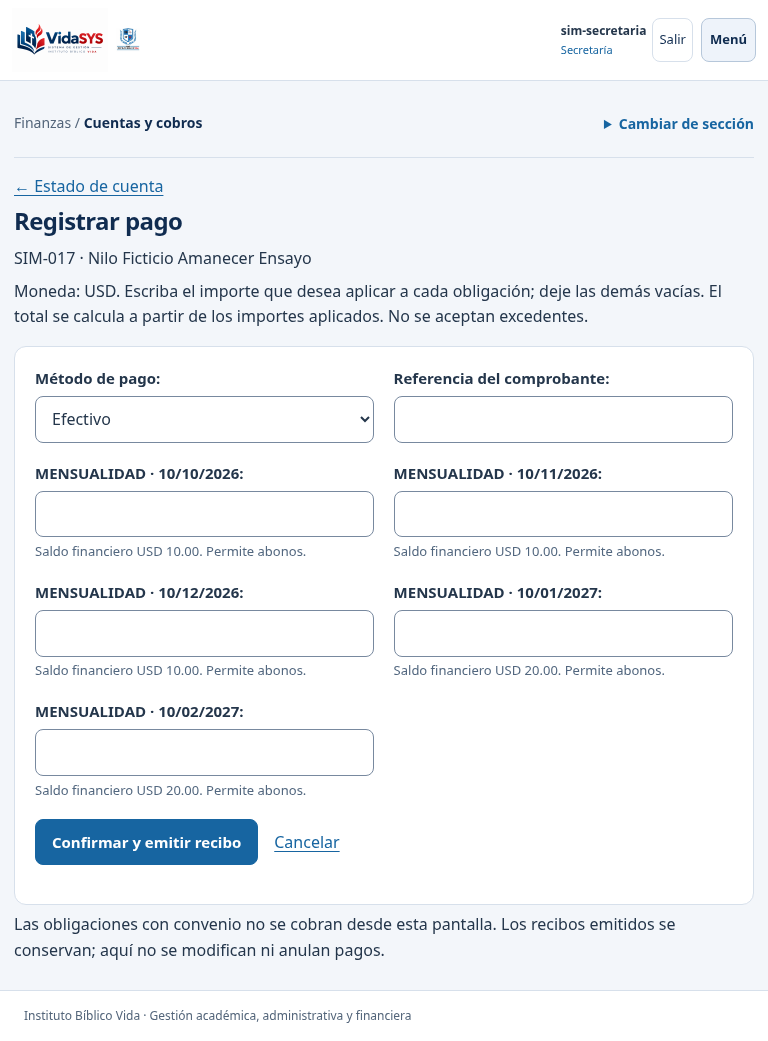 VidaSYS
sim-secretaria
Secretaría
Salir
Menú
Finanzas / Cuentas y cobros
▶ Cambiar de sección
← Estado de cuenta
Registrar pago
SIM-017 · Nilo Ficticio Amanecer Ensayo
Moneda: USD. Escriba el importe que desea aplicar a cada obligación; deje las demás vacías. El
total se calcula a partir de los importes aplicados. No se aceptan excedentes.
Método de pago:
Referencia del comprobante:
Efectivo
MENSUALIDAD · 10/10/2026:
MENSUALIDAD · 10/11/2026:
Saldo financiero USD 10.00. Permite abonos.
Saldo financiero USD 10.00. Permite abonos.
MENSUALIDAD · 10/12/2026:
MENSUALIDAD · 10/01/2027:
Saldo financiero USD 10.00. Permite abonos.
Saldo financiero USD 20.00. Permite abonos.
MENSUALIDAD · 10/02/2027:
Saldo financiero USD 20.00. Permite abonos.
Confirmar y emitir recibo
Cancelar
Las obligaciones con convenio no se cobran desde esta pantalla. Los recibos emitidos se
conservan; aquí no se modifican ni anulan pagos.
Instituto Bíblico Vida · Gestión académica, administrativa y financiera